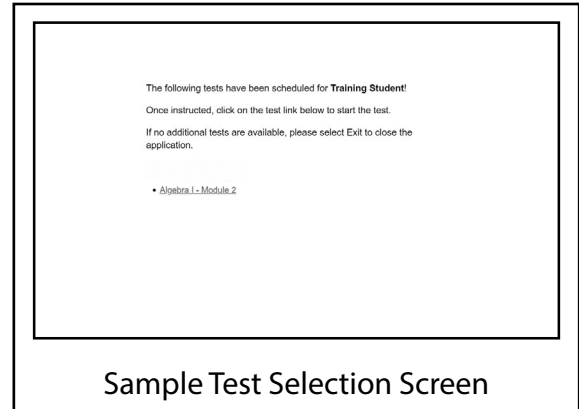 The following tests have been scheduled for Training Student!
Once instructed, click on the test link below to start the test.
If no additional tests are available, please select Exit to close the
application.
• Algebra I - Module 2
Sample Test Selection Screen